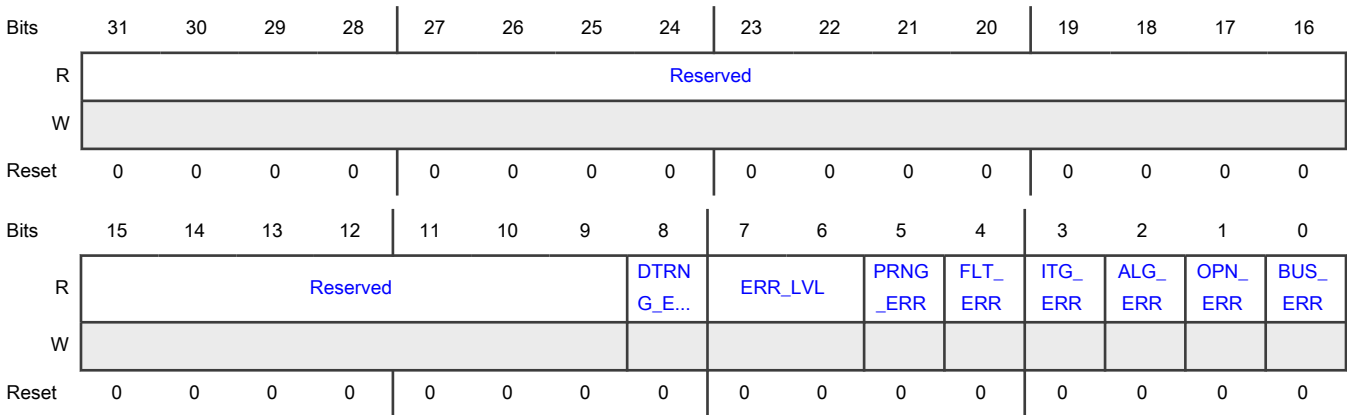 Bits 31 30 29 28 27 26 25 24 23 22 21 20 19 18 17 16
R Reserved
W
Reset 0 0 0 0 0 0 0 0 0 0 0 0 0 0 0 0
Bits 15 14 13 12 11 10 9 8 7 6 5 4 3 2 1 0
R Reserved DTRN ERR_LVL PRNG FLT_ ITG_ ALG_ OPN_ BUS_
G_E... _ERR ERR ERR ERR ERR ERR
W
Reset 0 0 0 0 0 0 0 0 0 0 0 0 0 0 0 0